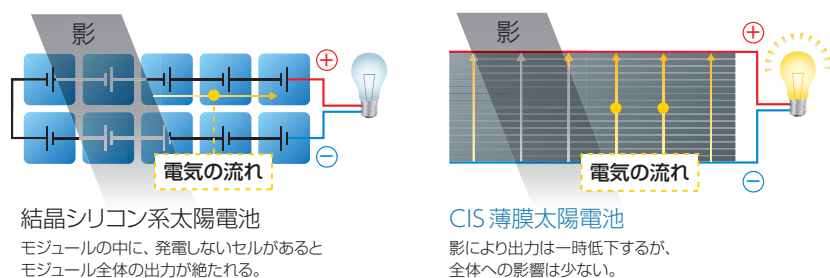 影
⊕
電気の流れ
⊖
結晶シリコン系太陽電池
モジュールの中に、発電しないセルがあると
モジュール全体の出力が絶たれる。
影
⊕
電気の流れ
⊖
CIS薄膜太陽電池
影により出力は一時低下するが、
全体への影響は少ない。